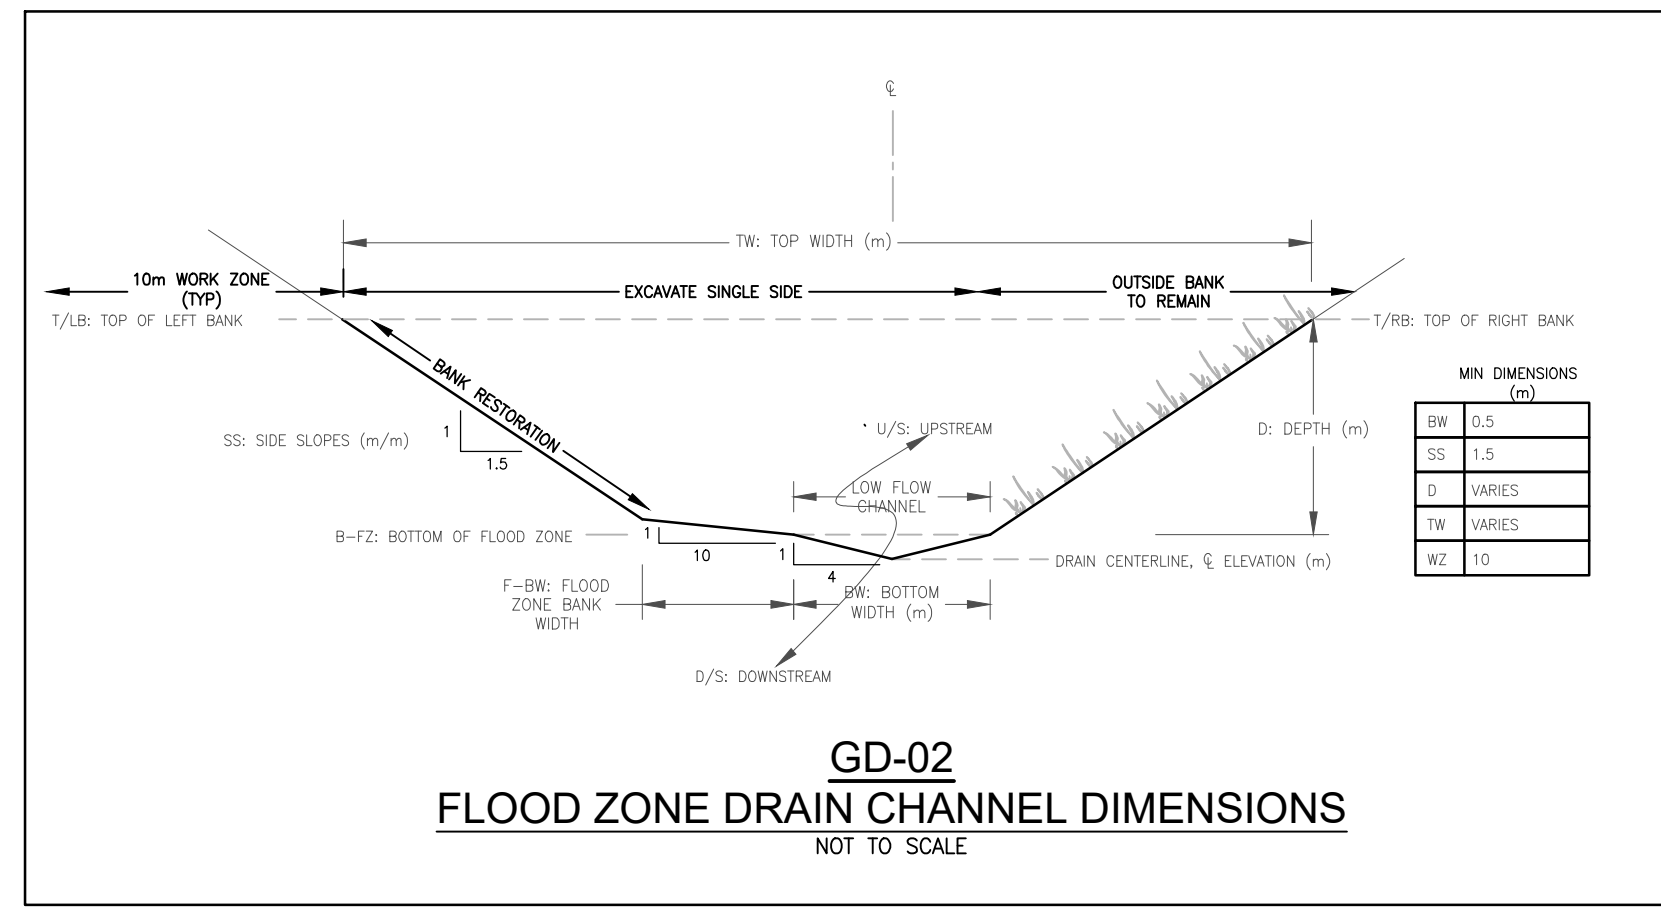 ℄
TW: TOP WIDTH (m)
10m WORK ZONE
(TYP)
EXCAVATE SINGLE SIDE
OUTSIDE BANK
TO REMAIN
T/LB: TOP OF LEFT BANK
T/RB: TOP OF RIGHT BANK
BANK RESTORATION
MIN DIMENSIONS
(m)
BW 0.5
SS 1.5
D VARIES
TW VARIES
WZ 10
SS: SIDE SLOPES (m/m)
1
1.5
U/S: UPSTREAM
D: DEPTH (m)
LOW FLOW
CHANNEL
B-FZ: BOTTOM OF FLOOD ZONE
1
10
1
4
DRAIN CENTERLINE, ℄ ELEVATION (m)
F-BW: FLOOD
ZONE BANK
WIDTH
BW: BOTTOM
WIDTH (m)
D/S: DOWNSTREAM
GD-02
FLOOD ZONE DRAIN CHANNEL DIMENSIONS
NOT TO SCALE